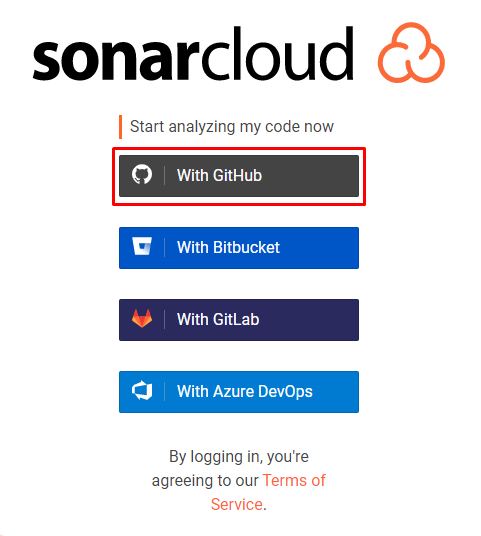 sonarcloud
Start analyzing my code now
With GitHub
With Bitbucket
With GitLab
With Azure DevOps
By logging in, you're
agreeing to our Terms of
Service.